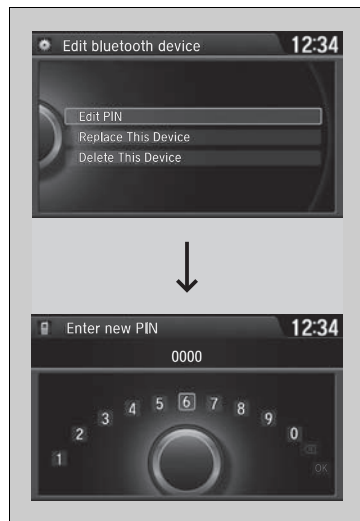 Edit bluetooth device 12:34
Edit PIN
Replace This Device
Delete This Device
Enter new PIN 12:34
0000
1 2 3 4 5 6 7 8 9 0
OK